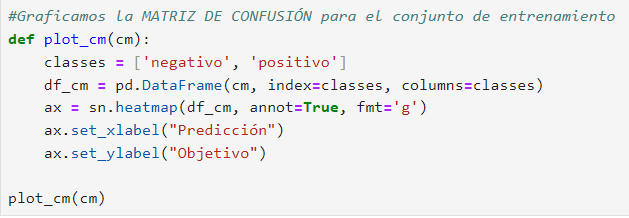 #Graficamos la MATRIZ DE CONFUSIÓN para el conjunto de entrenamiento
def plot_cm(cm):
    classes = ['negativo', 'positivo']
    df_cm = pd.DataFrame(cm, index=classes, columns=classes)
    ax = sn.heatmap(df_cm, annot=True, fmt='g')
    ax.set_xlabel("Predicción")
    ax.set_ylabel("Objetivo")

plot_cm(cm)